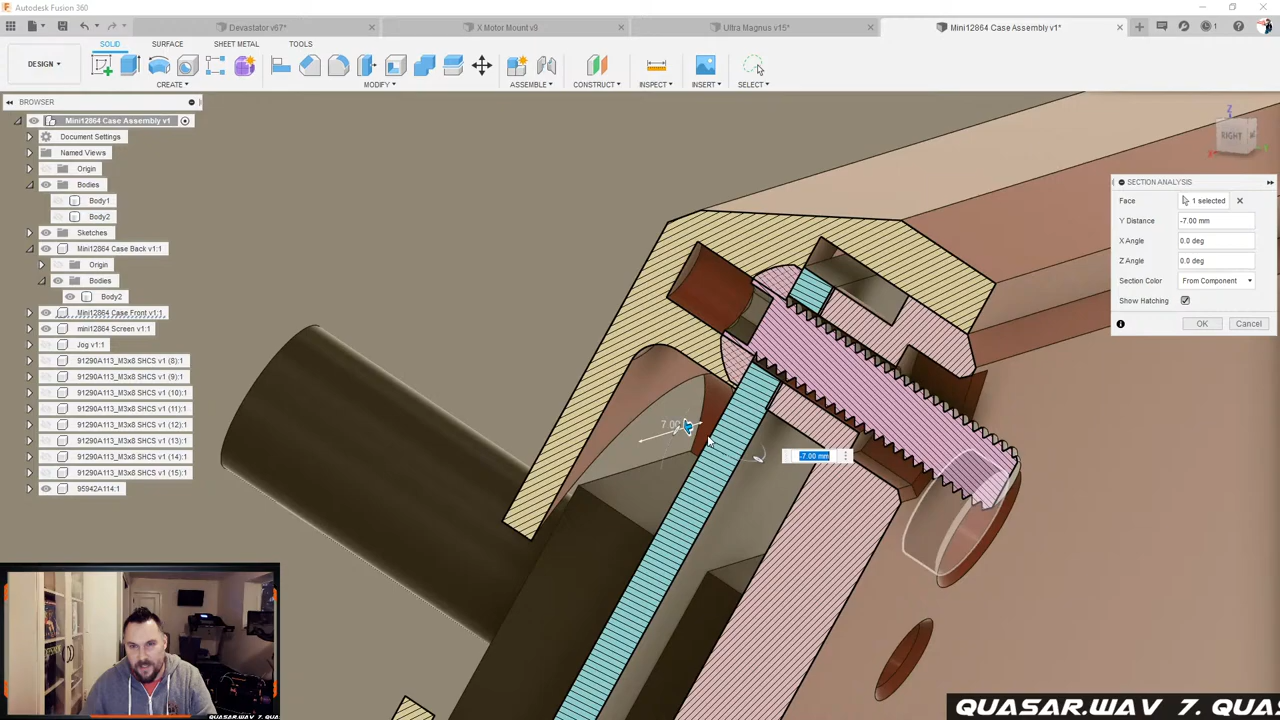 Autodesk Fusion 360
Devastator v67*
X Motor Mount v9
Ultra Magnus v15*
Mini12864 Case Assembly v1*
1
SOLID
SURFACE
SHEET METAL
TOOLS
DESIGN
CREATE
MODIFY
ASSEMBLE
CONSTRUCT
INSPECT
INSERT
SELECT
BROWSER
Mini12864 Case Assembly v1
Document Settings
Named Views
Origin
Bodies
Body1
Body2
Sketches
Mini12864 Case Back v1:1
Origin
Bodies
Body2
Mini12864 Case Front v1:1
mini12864 Screen v1:1
Jog v1:1
91290A113_M3x8 SHCS v1 (8):1
91290A113_M3x8 SHCS v1 (9):1
91290A113_M3x8 SHCS v1 (10):1
91290A113_M3x8 SHCS v1 (11):1
91290A113_M3x8 SHCS v1 (12):1
91290A113_M3x8 SHCS v1 (13):1
91290A113_M3x8 SHCS v1 (14):1
91290A113_M3x8 SHCS v1 (15):1
95942A114:1
Z
RIGHT
SECTION ANALYSIS
Face
1 selected
Y Distance
-7.00 mm
X Angle
0.0 deg
Z Angle
0.0 deg
Section Color
From Component
Show Hatching
OK
Cancel
7.00
-7.00 mm
QUASAR.WAV 7.
QUASAR.WAV 7. QUASA